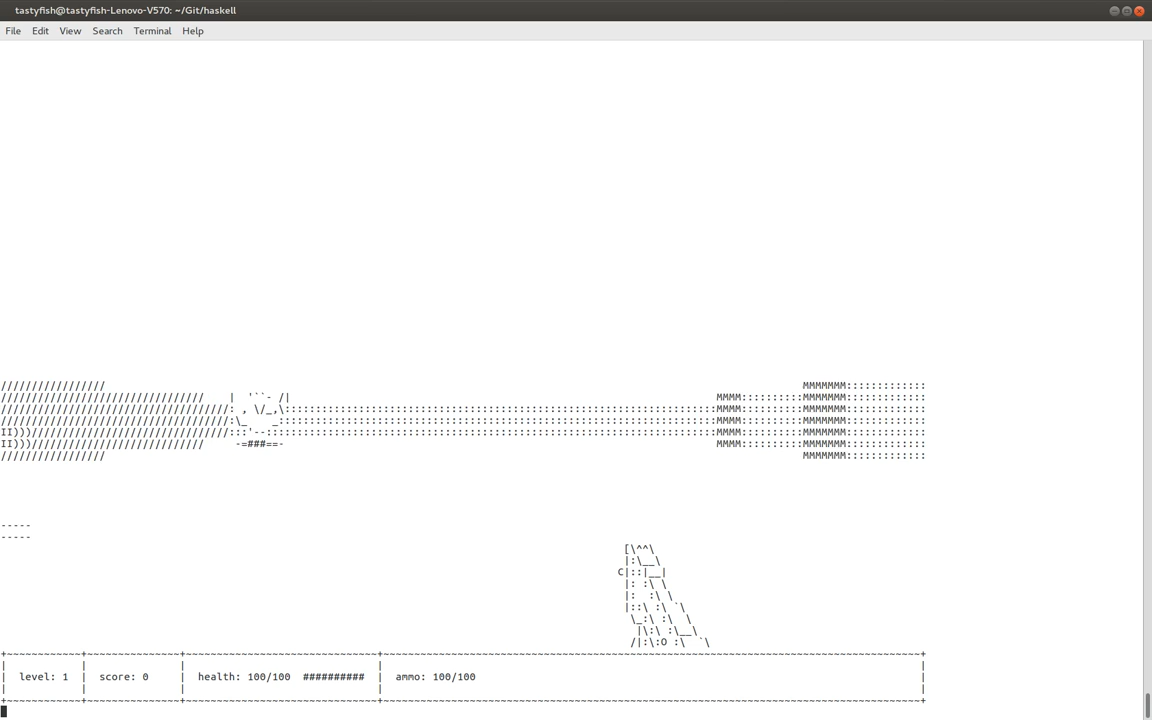 tastyfish@tastyfish-Lenovo-V570: ~/Git/haskell
File Edit View Search Terminal Help
level: 1 | score: 0 | health: 100/100 ########## | ammo: 100/100